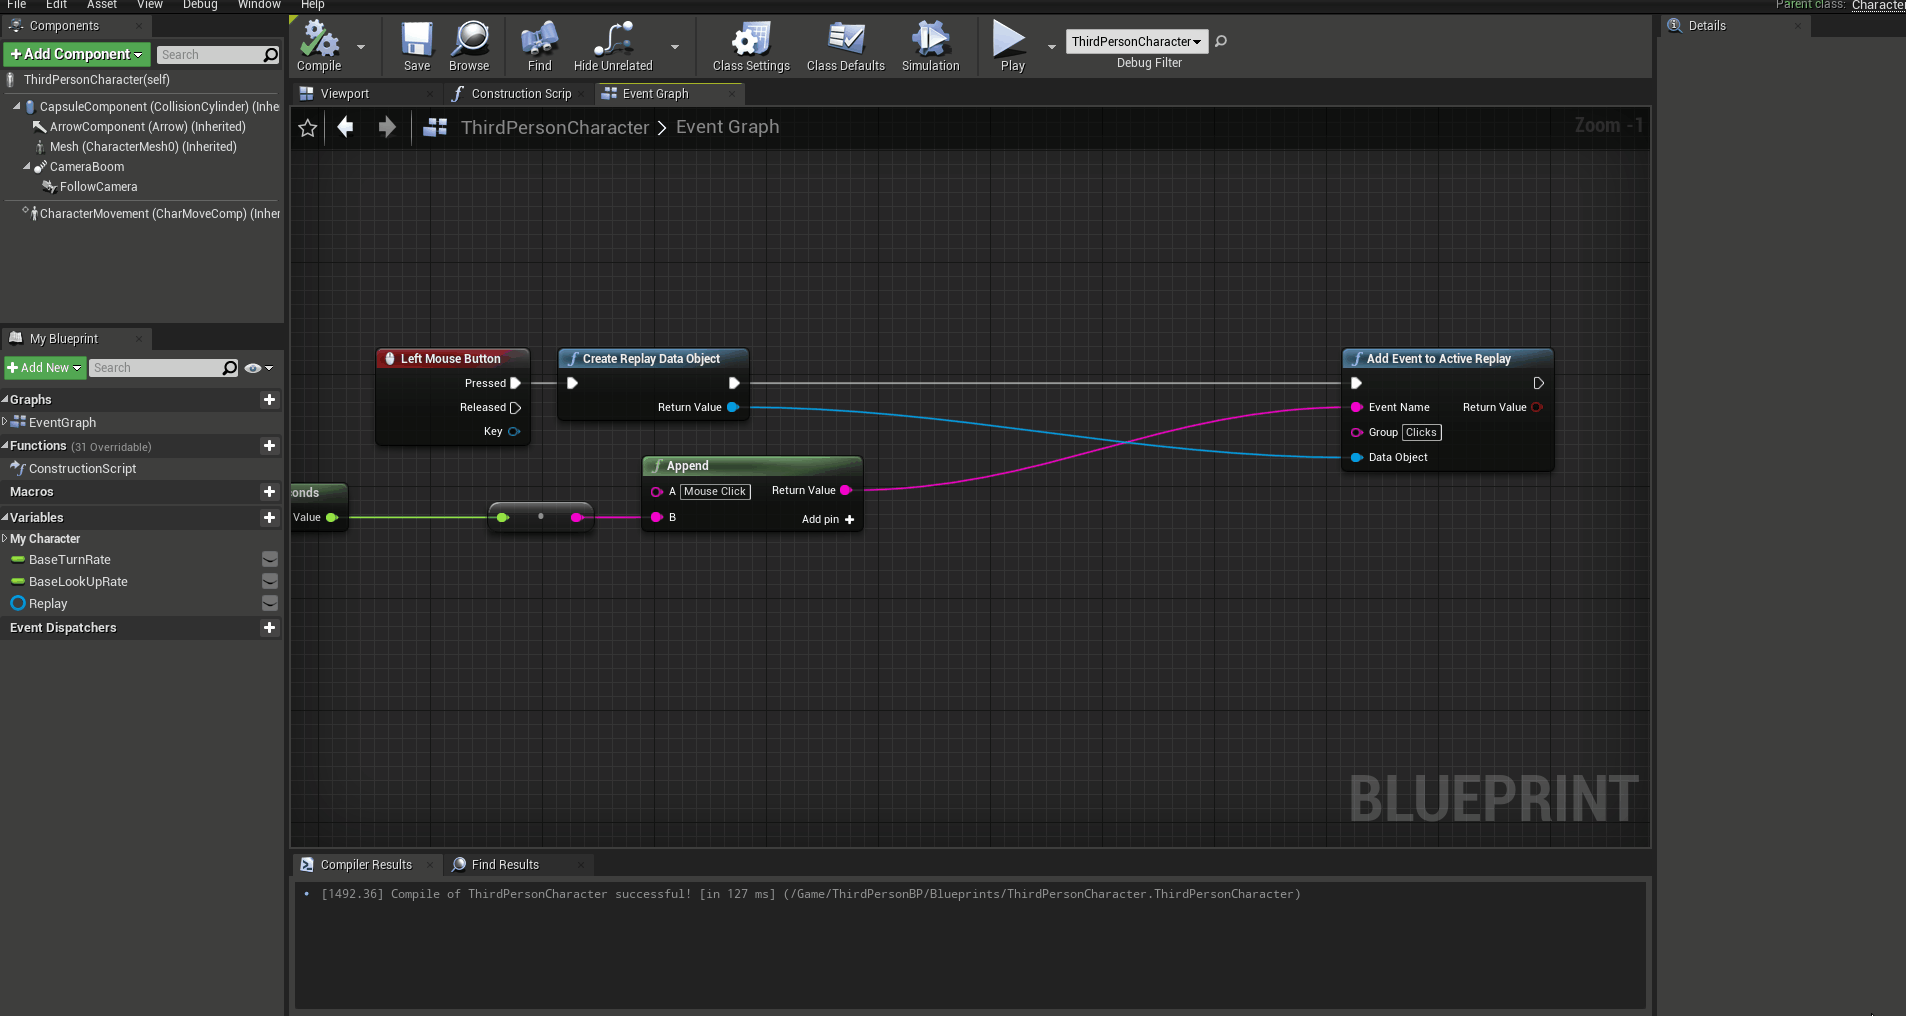 File Edit Asset View Debug Window Help
Parent class: Character
Components
Details
+Add Component
Search
Compile
Save
Browse
Find
Hide Unrelated
Class Settings
Class Defaults
Simulation
Play
ThirdPersonCharacter
Debug Filter
ThirdPersonCharacter(self)
CapsuleComponent (CollisionCylinder) (Inhe
ArrowComponent (Arrow) (Inherited)
Mesh (CharacterMesh0) (Inherited)
CameraBoom
FollowCamera
CharacterMovement (CharMoveComp) (Inher
Viewport
Construction Scrip
Event Graph
ThirdPersonCharacter > Event Graph
Zoom -1
My Blueprint
+Add New
Search
Graphs
EventGraph
Functions (31 Overridable)
ConstructionScript
Macros
Variables
My Character
BaseTurnRate
BaseLookUpRate
Replay
Event Dispatchers
Left Mouse Button
Pressed
Released
Key
Create Replay Data Object
Return Value
Add Event to Active Replay
Event Name
Return Value
Group Clicks
Data Object
onds
Value
Append
A Mouse Click
Return Value
B
Add pin +
BLUEPRINT
Compiler Results
Find Results
[1492.36] Compile of ThirdPersonCharacter successful! [in 127 ms] (/Game/ThirdPersonBP/Blueprints/ThirdPersonCharacter.ThirdPersonCharacter)